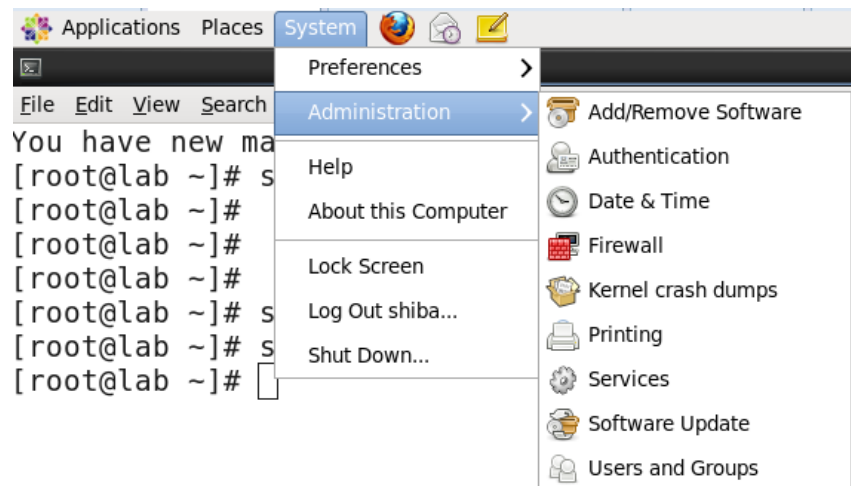 Applications Places System
Preferences
File Edit View Search
Administration
Add/Remove Software
You have new ma
Help
Authentication
[root@lab ~]# s
About this Computer
Date & Time
[root@lab ~]#
[root@lab ~]#
Firewall
Lock Screen
[root@lab ~]#
Kernel crash dumps
Log Out shiba...
[root@lab ~]# s
Printing
Shut Down...
[root@lab ~]# s
Services
[root@lab ~]#
Software Update
Users and Groups